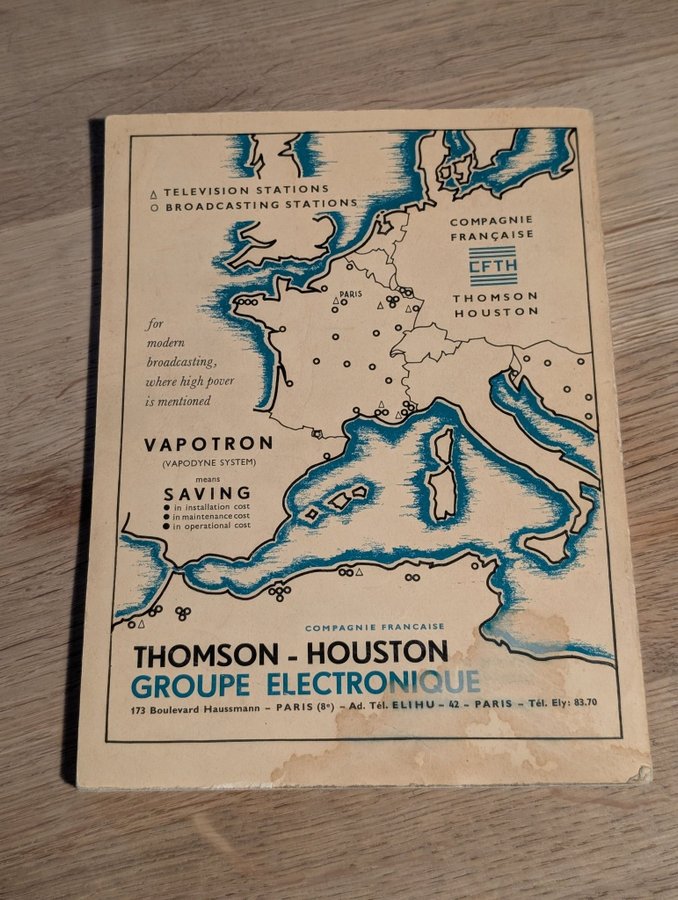 TELEVISION STATIONS
BROADCASTING STATIONS
COMPAGNIE
FRANÇAISE
CFTH
THOMSON
HOUSTON
PARIS
for
modern
broadcasting,
where high pover
is mentioned
VAPOTRON
(VAPODYNE SYSTEM)
means
SAVING
● in installation cost
● in maintenance cost
● in operational cost
COMPAGNIE FRANCAISE
THOMSON - HOUSTON
GROUPE ELECTRONIQUE
173 Boulevard Haussmann – PARIS (8e) – Ad. Tél. ELIHU – 42 – PARIS – Tél. Ely: 83.70